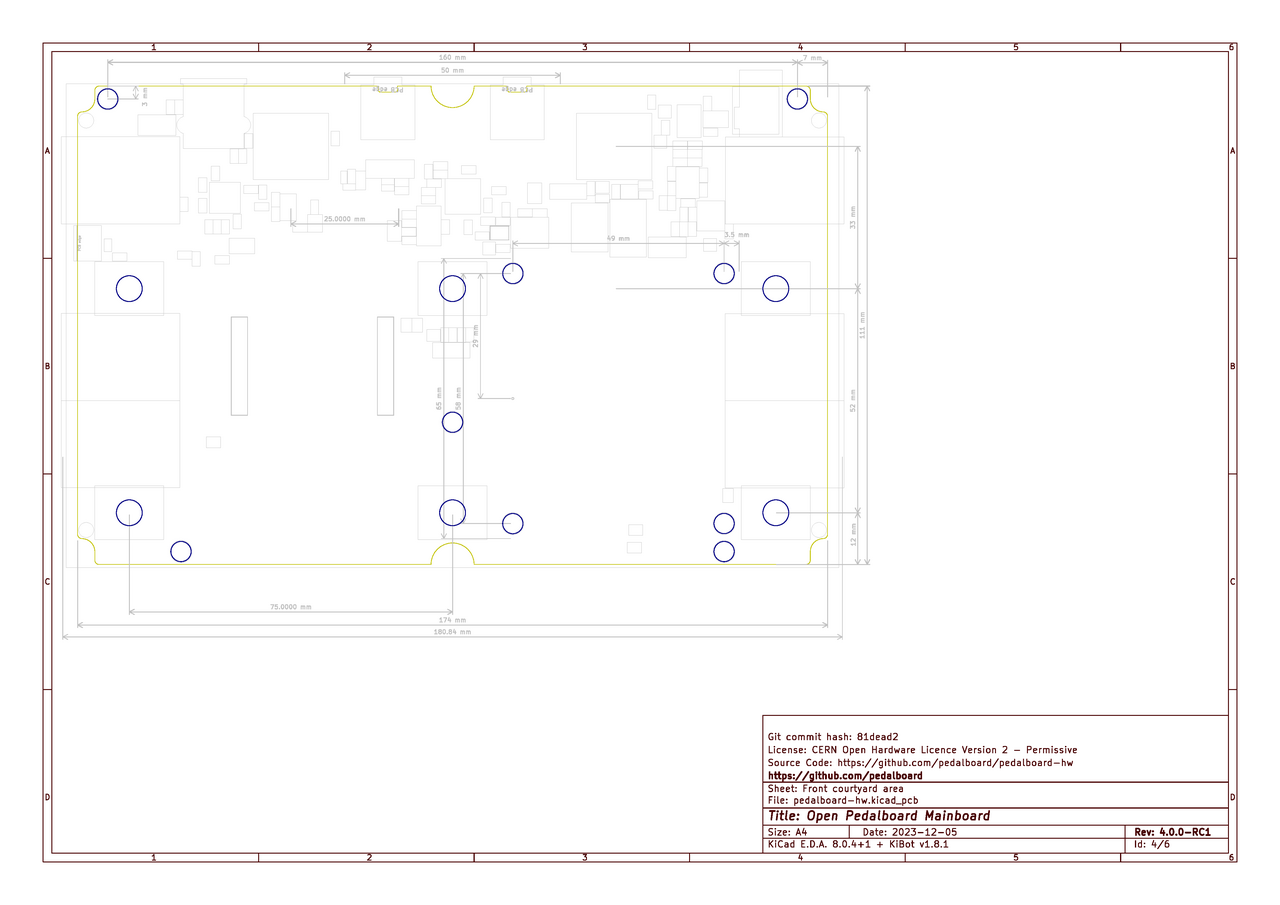 1 2 3 4 5 6
160 mm 7 mm
50 mm
PCB edge PCB edge
3 mm
A A
33 mm
25.0000 mm
49 mm 3.5 mm
29 mm
111 mm
B B
65 mm 58 mm
52 mm
12 mm
C C
75.0000 mm
174 mm
180.84 mm
Git commit hash: 81dead2
License: CERN Open Hardware Licence Version 2 - Permissive
Source Code: https://github.com/pedalboard/pedalboard-hw
https://github.com/pedalboard
Sheet: Front courtyard area
D D
File: pedalboard-hw.kicad_pcb
Title: Open Pedalboard Mainboard
Size: A4 Date: 2023-12-05 Rev: 4.0.0-RC1
KiCad E.D.A. 8.0.4+1 + KiBot v1.8.1 Id: 4/6
1 2 3 4 5 6